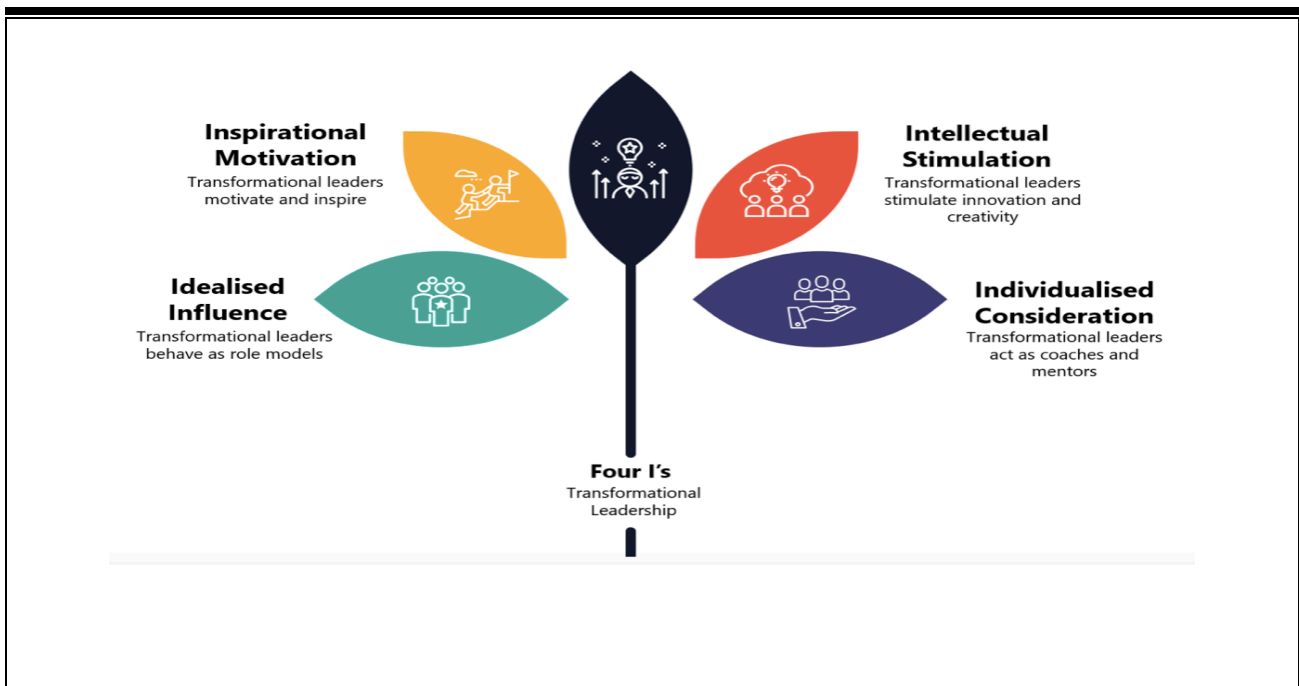 Inspirational
Motivation
Transformational leaders
motivate and inspire
Intellectual
Stimulation
Transformational leaders
stimulate innovation and
creativity
Idealised
Influence
Transformational leaders
behave as role models
Individualised
Consideration
Transformational leaders
act as coaches and
mentors
Four I's
Transformational
Leadership